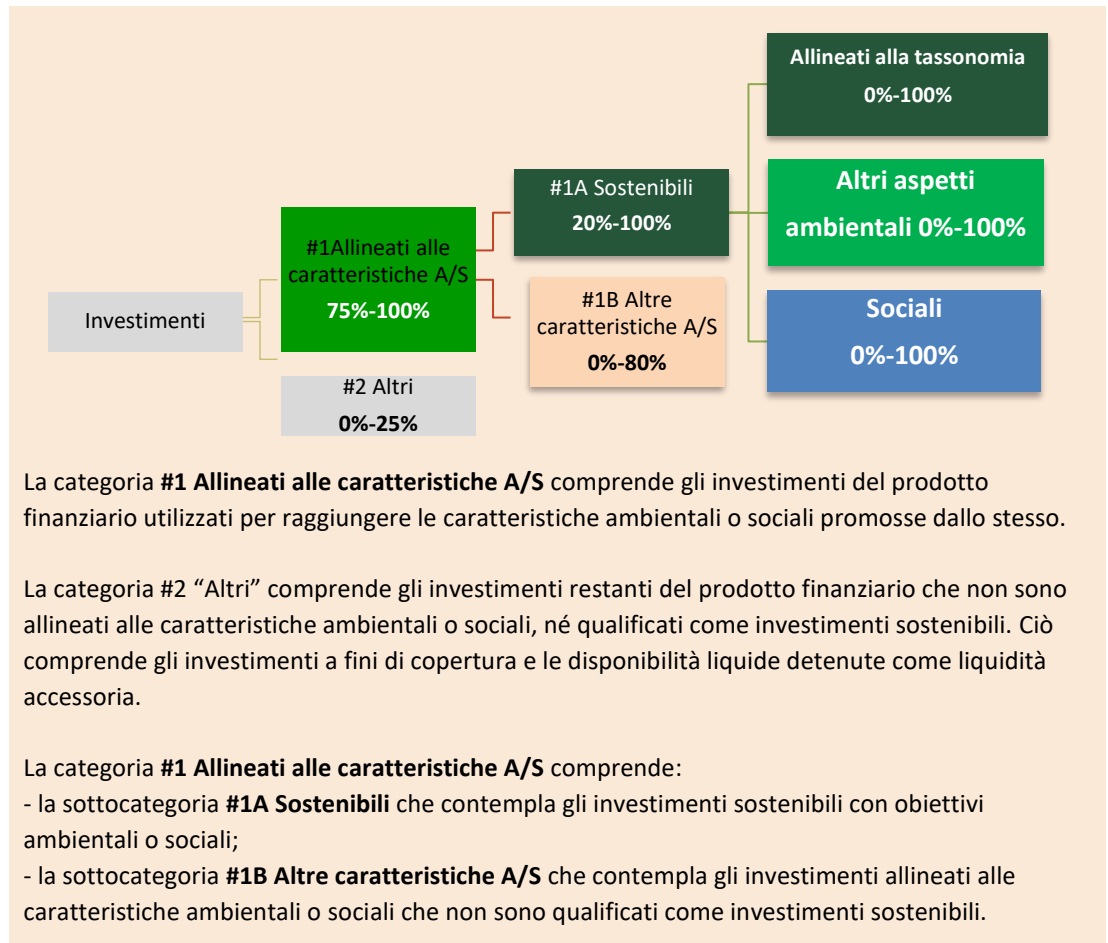 Allineati alla tassonomia
0%-100%
#1A Sostenibili
20%-100%
Altri aspetti
ambientali 0%-100%
#1Allineati alle
caratteristiche A/S
75%-100%
Investimenti
#1B Altre
caratteristiche A/S
0%-80%
Sociali
0%-100%
#2 Altri
0%-25%
La categoria #1 Allineati alle caratteristiche A/S comprende gli investimenti del prodotto
finanziario utilizzati per raggiungere le caratteristiche ambientali o sociali promosse dallo stesso.
La categoria #2 “Altri” comprende gli investimenti restanti del prodotto finanziario che non sono
allineati alle caratteristiche ambientali o sociali, né qualificati come investimenti sostenibili. Ciò
comprende gli investimenti a fini di copertura e le disponibilità liquide detenute come liquidità
accessoria.
La categoria #1 Allineati alle caratteristiche A/S comprende:
- la sottocategoria #1A Sostenibili che contempla gli investimenti sostenibili con obiettivi
ambientali o sociali;
- la sottocategoria #1B Altre caratteristiche A/S che contempla gli investimenti allineati alle
caratteristiche ambientali o sociali che non sono qualificati come investimenti sostenibili.